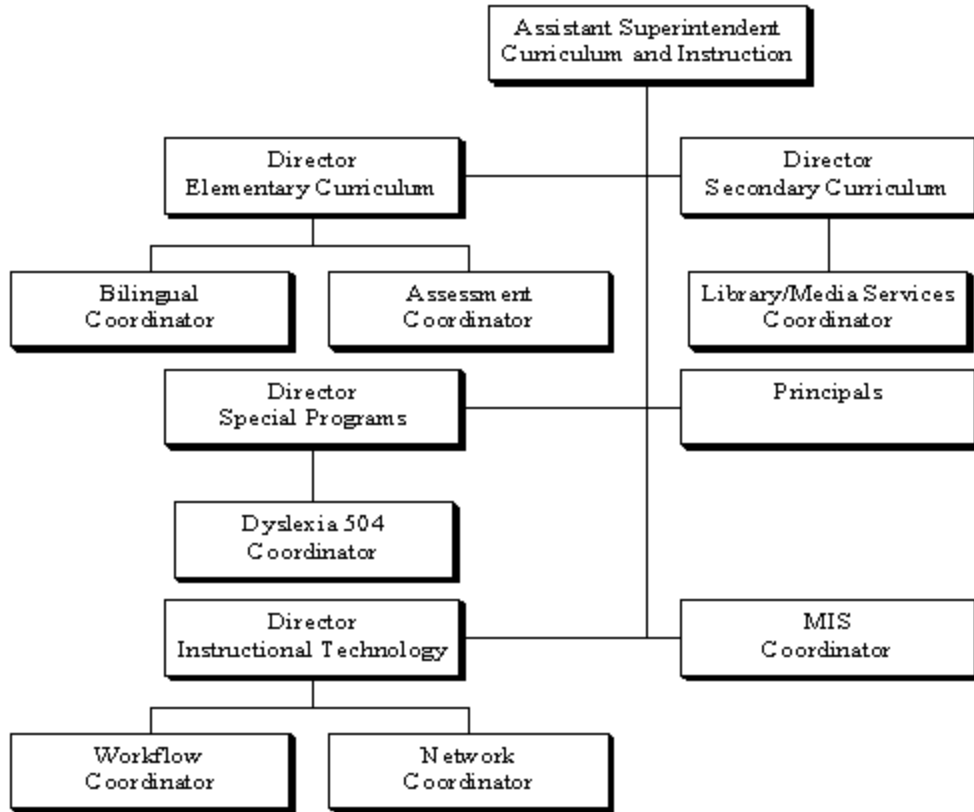 Assistant Superintendent
Curriculum and Instruction
Director
Elementary Curriculum
Director
Secondary Curriculum
Bilingual
Coordinator
Assessment
Coordinator
Library/Media Services
Coordinator
Director
Special Programs
Principals
Dyslexia 504
Coordinator
Director
Instructional Technology
MIS
Coordinator
Workflow
Coordinator
Network
Coordinator